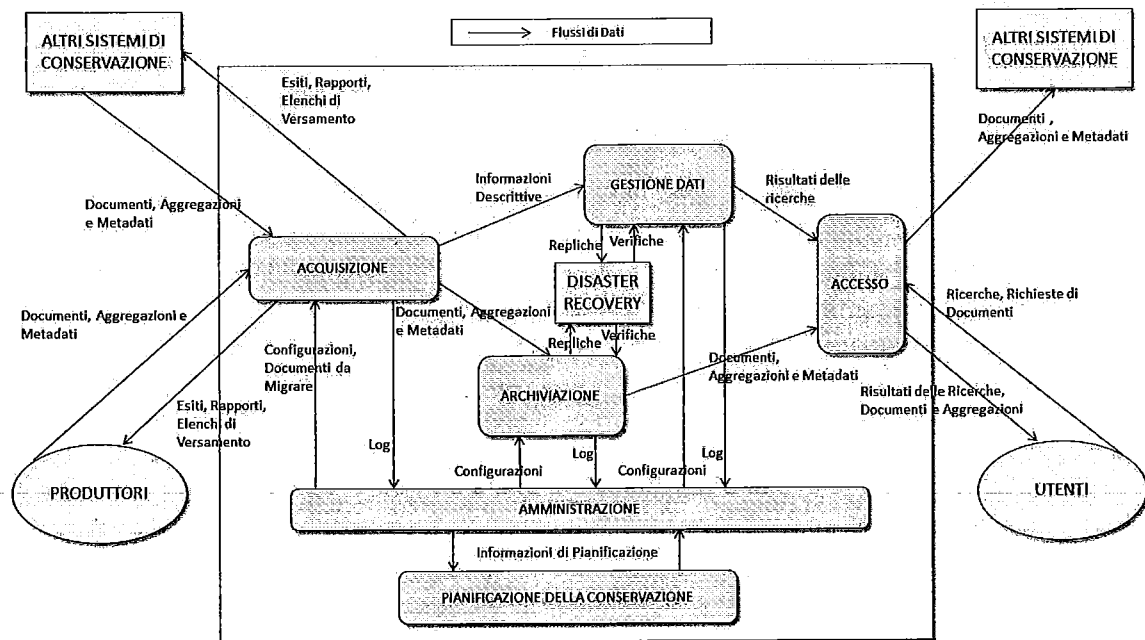 ALTRI SISTEMI DI
CONSERVAZIONE
Flussi di Dati
ALTRI SISTEMI DI
CONSERVAZIONE
Esiti, Rapporti,
Elenchi di
Versamento
Documenti ,
Aggregazioni e Metadati
Informazioni
Descrittive
GESTIONE DATI
Risultati delle
ricerche
Documenti, Aggregazioni
e Metadati
Repliche
Verifiche
ACQUISIZIONE
DISASTER
RECOVERY
ACCESSO
Ricerche, Richieste di
Documenti
Documenti, Aggregazioni e
Metadati
Documenti, Aggregazioni
e Metadati
Repliche
Verifiche
Configurazioni,
Documenti da
Migrare
Documenti,
Aggregazioni e Metadati
ARCHIVIAZIONE
Risultati delle Ricerche,
Documenti e Aggregazioni
Esiti, Rapporti,
Elenchi di
Versamento
Log
Configurazioni
Log
Configurazioni
Log
PRODUTTORI
UTENTI
AMMINISTRAZIONE
Informazioni di Pianificazione
PIANIFICAZIONE DELLA CONSERVAZIONE